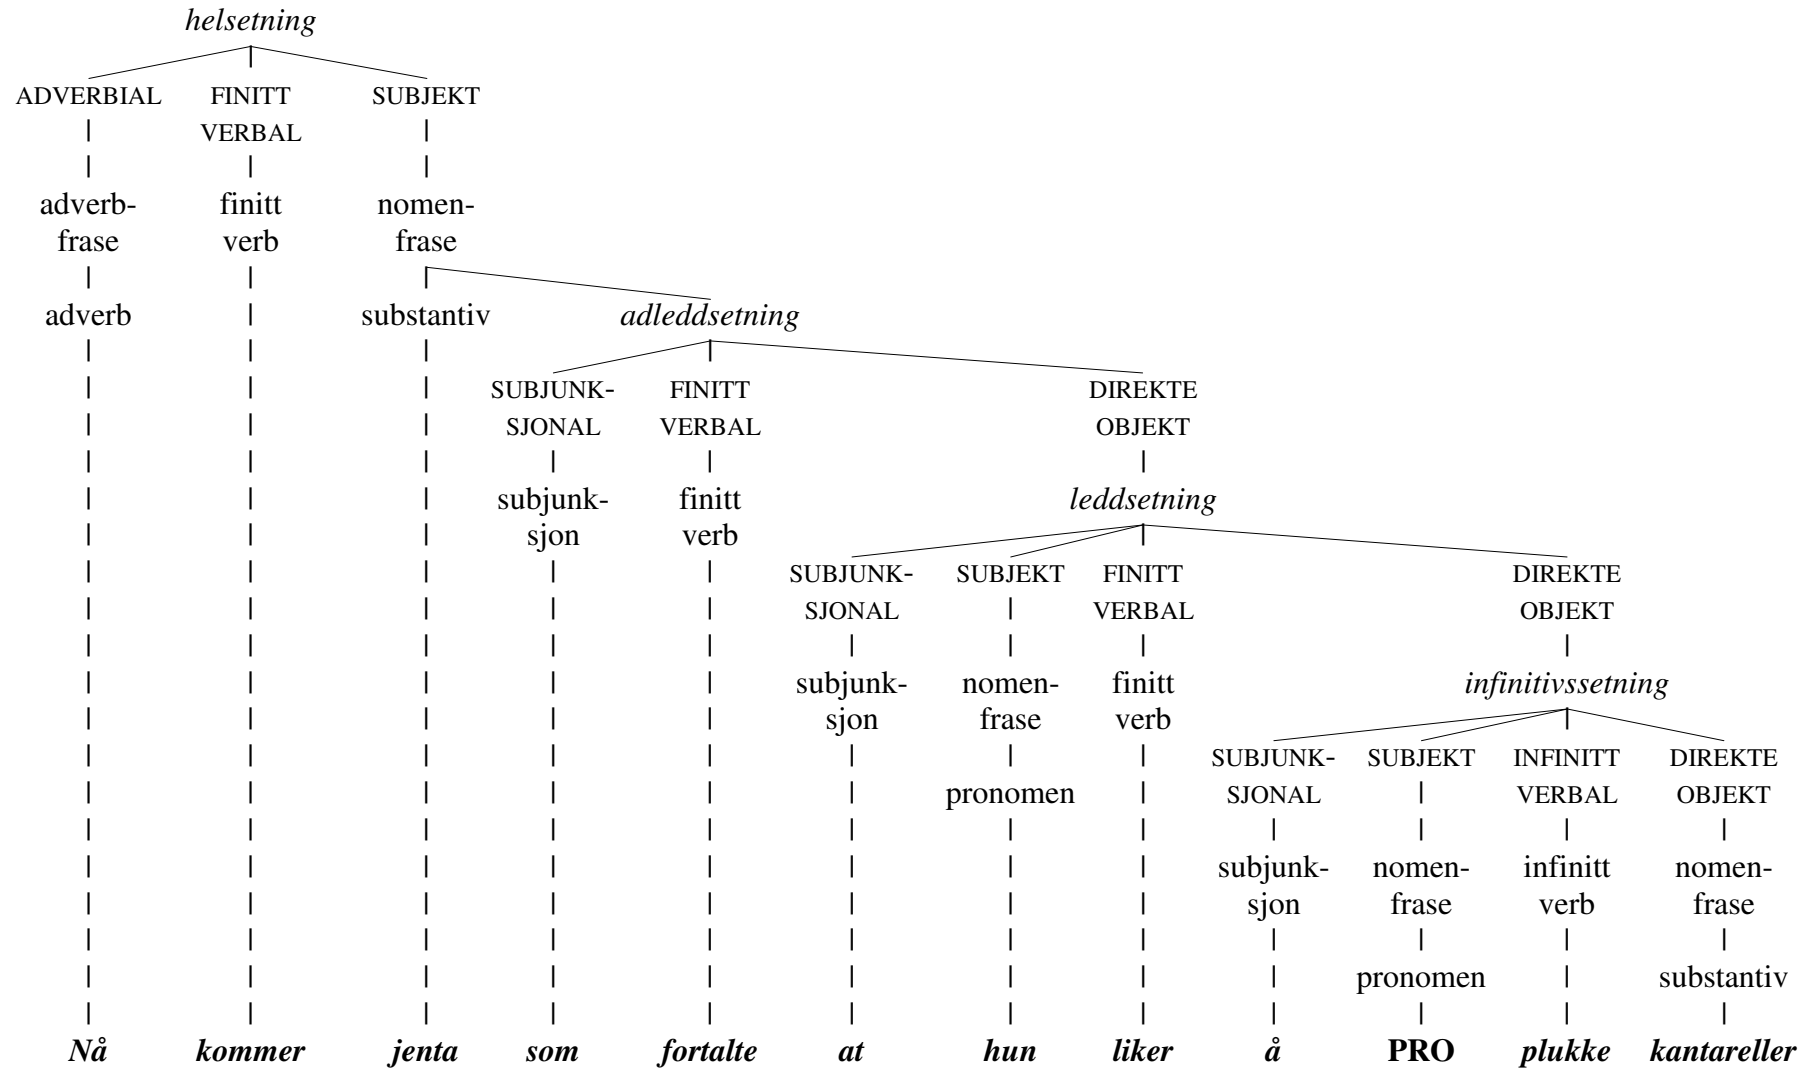 helsetning
ADVERBIAL FINITT SUBJEKT
VERBAL
adverb- finitt nomen-
frase verb frase
adverb substantiv adleddsetning
SUBJUNK- FINITT DIREKTE
SJONAL VERBAL OBJEKT
subjunk- finitt leddsetning
sjon verb
SUBJUNK- SUBJEKT FINITT DIREKTE
SJONAL VERBAL OBJEKT
subjunk- nomen- finitt infinitivssetning
sjon frase verb
SUBJUNK- SUBJEKT INFINITT DIREKTE
pronomen SJONAL VERBAL OBJEKT
subjunk- nomen- infinitt nomen-
sjon frase verb frase
pronomen substantiv
Nå kommer jenta som fortalte at hun liker å PRO plukke kantareller